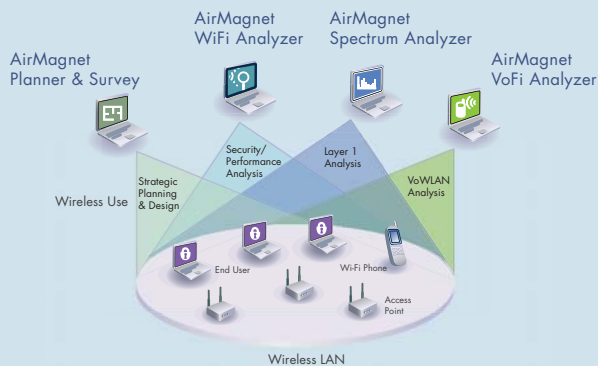 AirMagnet
Planner & Survey
AirMagnet
WiFi Analyzer
AirMagnet
Spectrum Analyzer
AirMagnet
VoFi Analyzer
Wireless Use
Strategic
Planning
& Design
Security/
Performance
Analysis
Layer 1
Analysis
VoWLAN
Analysis
End User
Wi-Fi Phone
Access
Point
Wireless LAN